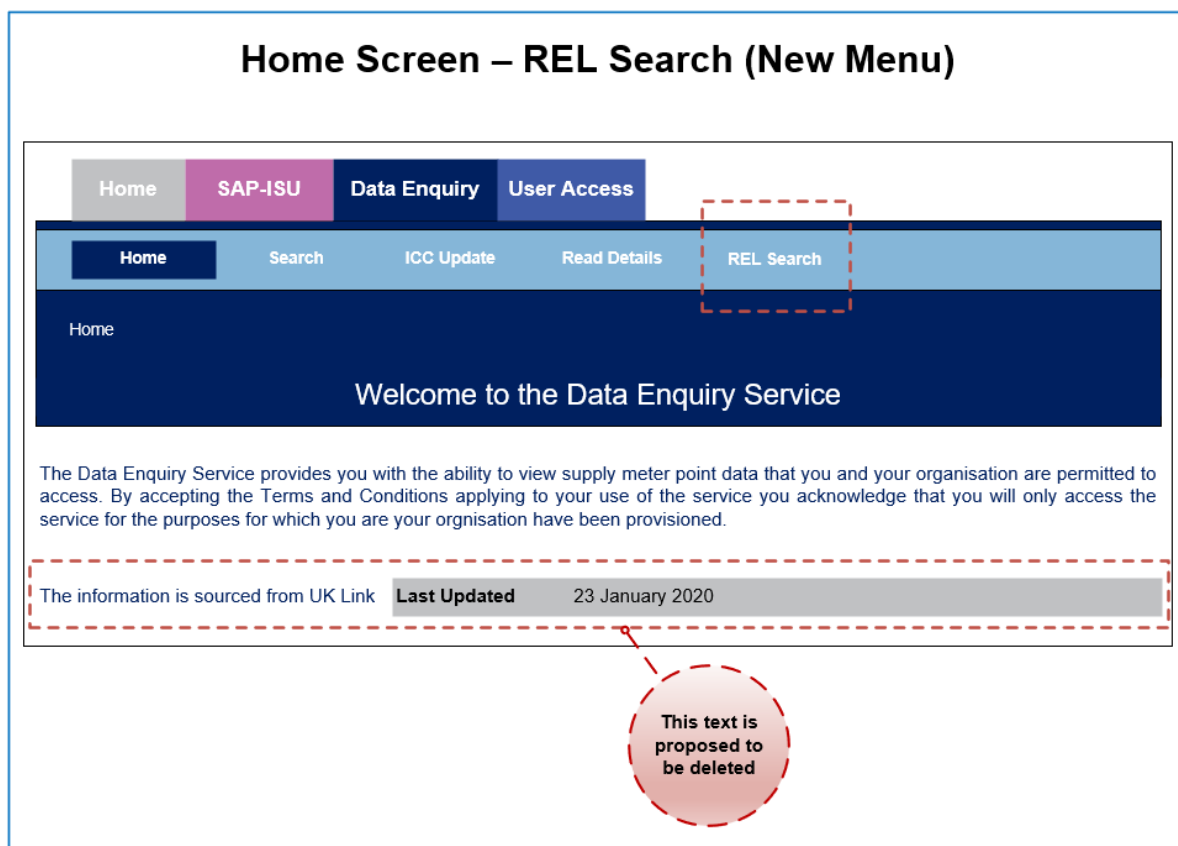 Home Screen – REL Search (New Menu)
Home SAP-ISU Data Enquiry User Access
Home Search ICC Update Read Details REL Search
Home
Welcome to the Data Enquiry Service
The Data Enquiry Service provides you with the ability to view supply meter point data that you and your organisation are permitted to
access. By accepting the Terms and Conditions applying to your use of the service you acknowledge that you will only access the
service for the purposes for which you are your orgnisation have been provisioned.
The information is sourced from UK Link Last Updated 23 January 2020
This text is
proposed to
be deleted